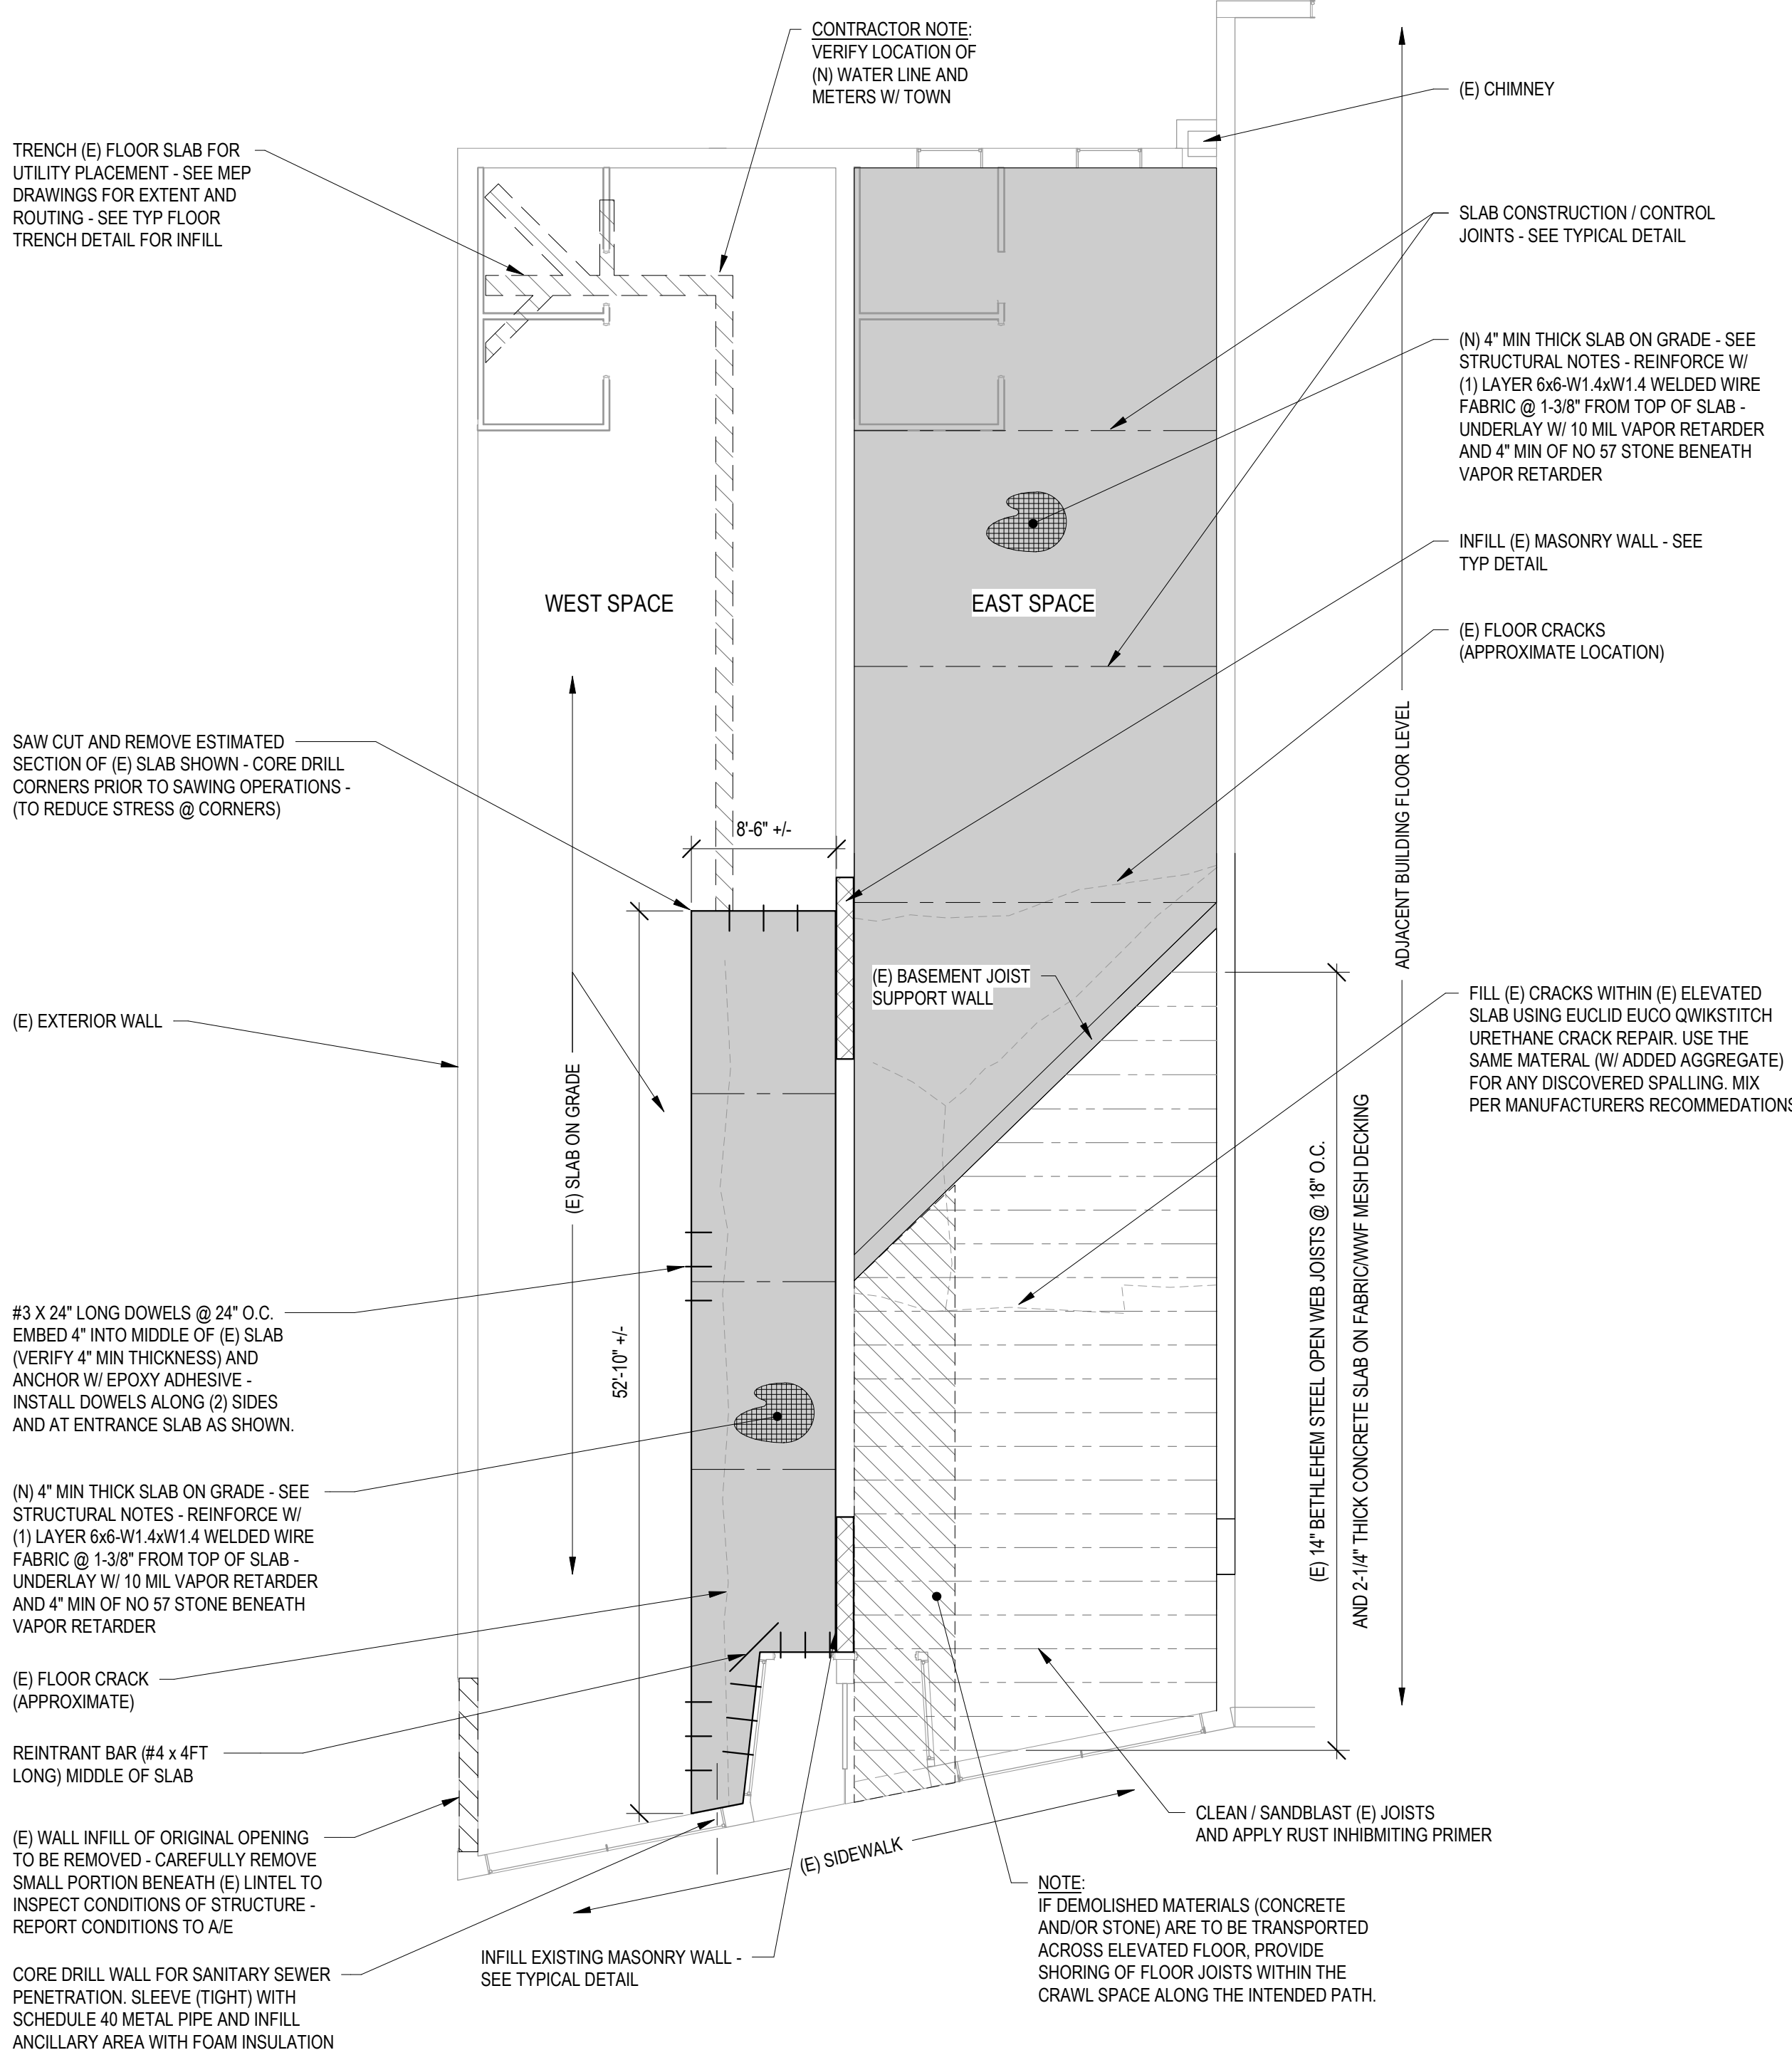 CONTRACTOR NOTE:
VERIFY LOCATION OF
(N) WATER LINE AND
METERS W/ TOWN
(E) CHIMNEY
TRENCH (E) FLOOR SLAB FOR
UTILITY PLACEMENT - SEE MEP
DRAWINGS FOR EXTENT AND
ROUTING - SEE TYP FLOOR
TRENCH DETAIL FOR INFILL
SLAB CONSTRUCTION / CONTROL
JOINTS - SEE TYPICAL DETAIL
(N) 4" MIN THICK SLAB ON GRADE - SEE
STRUCTURAL NOTES - REINFORCE W/
(1) LAYER 6x6-W1.4xW1.4 WELDED WIRE
FABRIC @ 1-3/8" FROM TOP OF SLAB -
UNDERLAY W/ 10 MIL VAPOR RETARDER
AND 4" MIN OF NO 57 STONE BENEATH
VAPOR RETARDER
INFILL (E) MASONRY WALL - SEE
TYP DETAIL
WEST SPACE
EAST SPACE
(E) FLOOR CRACKS
(APPROXIMATE LOCATION)
ADJACENT BUILDING FLOOR LEVEL
SAW CUT AND REMOVE ESTIMATED
SECTION OF (E) SLAB SHOWN - CORE DRILL
CORNERS PRIOR TO SAWING OPERATIONS -
(TO REDUCE STRESS @ CORNERS)
8'-6" +/-
(E) BASEMENT JOIST
SUPPORT WALL
(E) EXTERIOR WALL
(E) SLAB ON GRADE
FILL (E) CRACKS WITHIN (E) ELEVATED
SLAB USING EUCLID EUCO QWIKSTITCH
URETHANE CRACK REPAIR. USE THE
SAME MATERAL (W/ ADDED AGGREGATE)
FOR ANY DISCOVERED SPALLING. MIX
PER MANUFACTURERS RECOMMEDATIONS
(E) 14" BETHLEHEM STEEL OPEN WEB JOISTS @ 18" O.C.
AND 2-1/4" THICK CONCRETE SLAB ON FABRIC/WWF MESH DECKING
52'-10" +/-
#3 X 24" LONG DOWELS @ 24" O.C.
EMBED 4" INTO MIDDLE OF (E) SLAB
(VERIFY 4" MIN THICKNESS) AND
ANCHOR W/ EPOXY ADHESIVE -
INSTALL DOWELS ALONG (2) SIDES
AND AT ENTRANCE SLAB AS SHOWN.
(N) 4" MIN THICK SLAB ON GRADE - SEE
STRUCTURAL NOTES - REINFORCE W/
(1) LAYER 6x6-W1.4xW1.4 WELDED WIRE
FABRIC @ 1-3/8" FROM TOP OF SLAB -
UNDERLAY W/ 10 MIL VAPOR RETARDER
AND 4" MIN OF NO 57 STONE BENEATH
VAPOR RETARDER
(E) FLOOR CRACK
(APPROXIMATE)
REINTRANT BAR (#4 x 4FT
LONG) MIDDLE OF SLAB
(E) WALL INFILL OF ORIGINAL OPENING
TO BE REMOVED - CAREFULLY REMOVE
SMALL PORTION BENEATH (E) LINTEL TO
INSPECT CONDITIONS OF STRUCTURE -
REPORT CONDITIONS TO A/E
CORE DRILL WALL FOR SANITARY SEWER
PENETRATION. SLEEVE (TIGHT) WITH
SCHEDULE 40 METAL PIPE AND INFILL
ANCILLARY AREA WITH FOAM INSULATION
INFILL EXISTING MASONRY WALL -
SEE TYPICAL DETAIL
(E) SIDEWALK
CLEAN / SANDBLAST (E) JOISTS
AND APPLY RUST INHIBMITING PRIMER
NOTE:
IF DEMOLISHED MATERIALS (CONCRETE
AND/OR STONE) ARE TO BE TRANSPORTED
ACROSS ELEVATED FLOOR, PROVIDE
SHORING OF FLOOR JOISTS WITHIN THE
CRAWL SPACE ALONG THE INTENDED PATH.